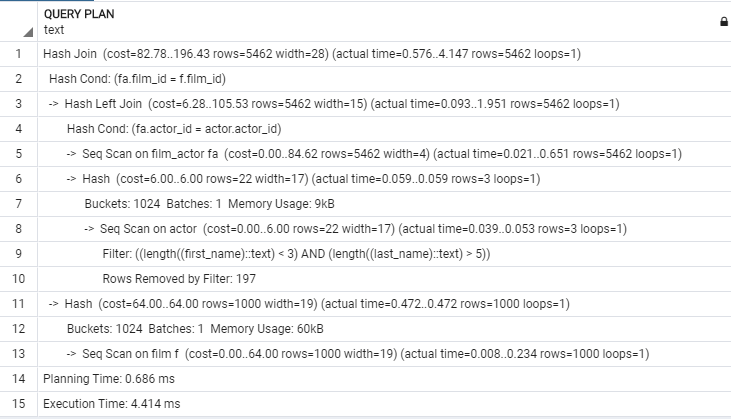 QUERY PLAN
text
1 Hash Join (cost=82.78..196.43 rows=5462 width=28) (actual time=0.576..4.147 rows=5462 loops=1)
2 Hash Cond: (fa.film_id = f.film_id)
3 -> Hash Left Join (cost=6.28..105.53 rows=5462 width=15) (actual time=0.093..1.951 rows=5462 loops=1)
4 Hash Cond: (fa.actor_id = actor.actor_id)
5 -> Seq Scan on film_actor fa (cost=0.00..84.62 rows=5462 width=4) (actual time=0.021..0.651 rows=5462 loops=1)
6 -> Hash (cost=6.00..6.00 rows=22 width=17) (actual time=0.059..0.059 rows=3 loops=1)
7 Buckets: 1024 Batches: 1 Memory Usage: 9kB
8 -> Seq Scan on actor (cost=0.00..6.00 rows=22 width=17) (actual time=0.039..0.053 rows=3 loops=1)
9 Filter: ((length((first_name)::text) < 3) AND (length((last_name)::text) > 5))
10 Rows Removed by Filter: 197
11 -> Hash (cost=64.00..64.00 rows=1000 width=19) (actual time=0.472..0.472 rows=1000 loops=1)
12 Buckets: 1024 Batches: 1 Memory Usage: 60kB
13 -> Seq Scan on film f (cost=0.00..64.00 rows=1000 width=19) (actual time=0.008..0.234 rows=1000 loops=1)
14 Planning Time: 0.686 ms
15 Execution Time: 4.414 ms